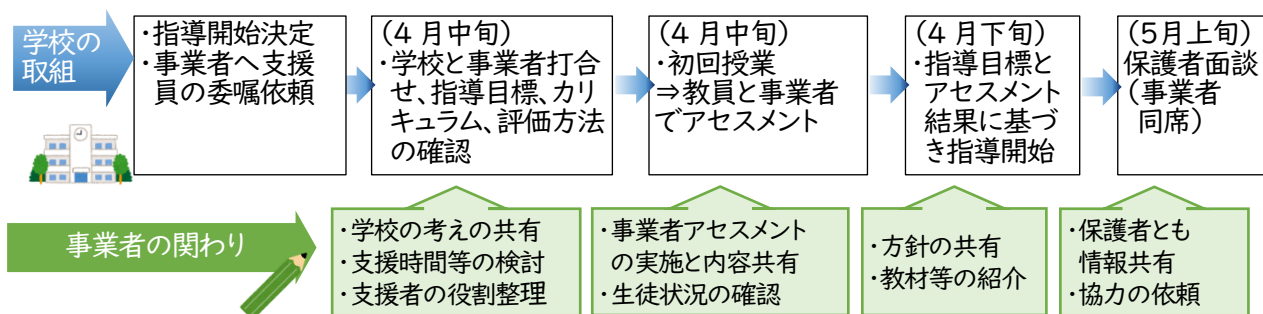 学校の
取組
・指導開始決定
・事業者へ支援
員の委嘱依頼
(4月中旬)
・学校と事業者打合
せ、指導目標、カリ
キュラム、評価方法
の確認
(4月中旬)
・初回授業
⇒教員と事業者
でアセスメント
(4月下旬)
・指導目標と
アセスメント
結果に基づ
き指導開始
(5月上旬)
保護者面談
(事業者
同席)
事業者の関わり
・学校の考えの共有
・支援時間等の検討
・支援者の役割整理
・事業者アセスメント
の実施と内容共有
・生徒状況の確認
・方針の共有
・教材等の紹介
・保護者とも
情報共有
・協力の依頼